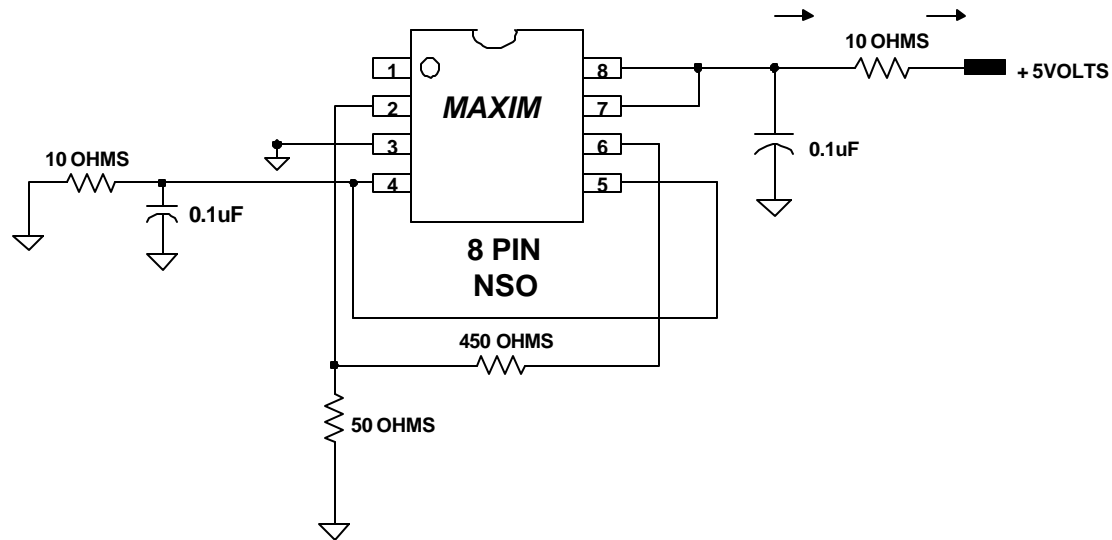 10 OHMS
+ 5VOLTS
1
8
MAXIM
2
7
3
6
0.1uF
10 OHMS
4
5
0.1uF
8 PIN
NSO
450 OHMS
50 OHMS